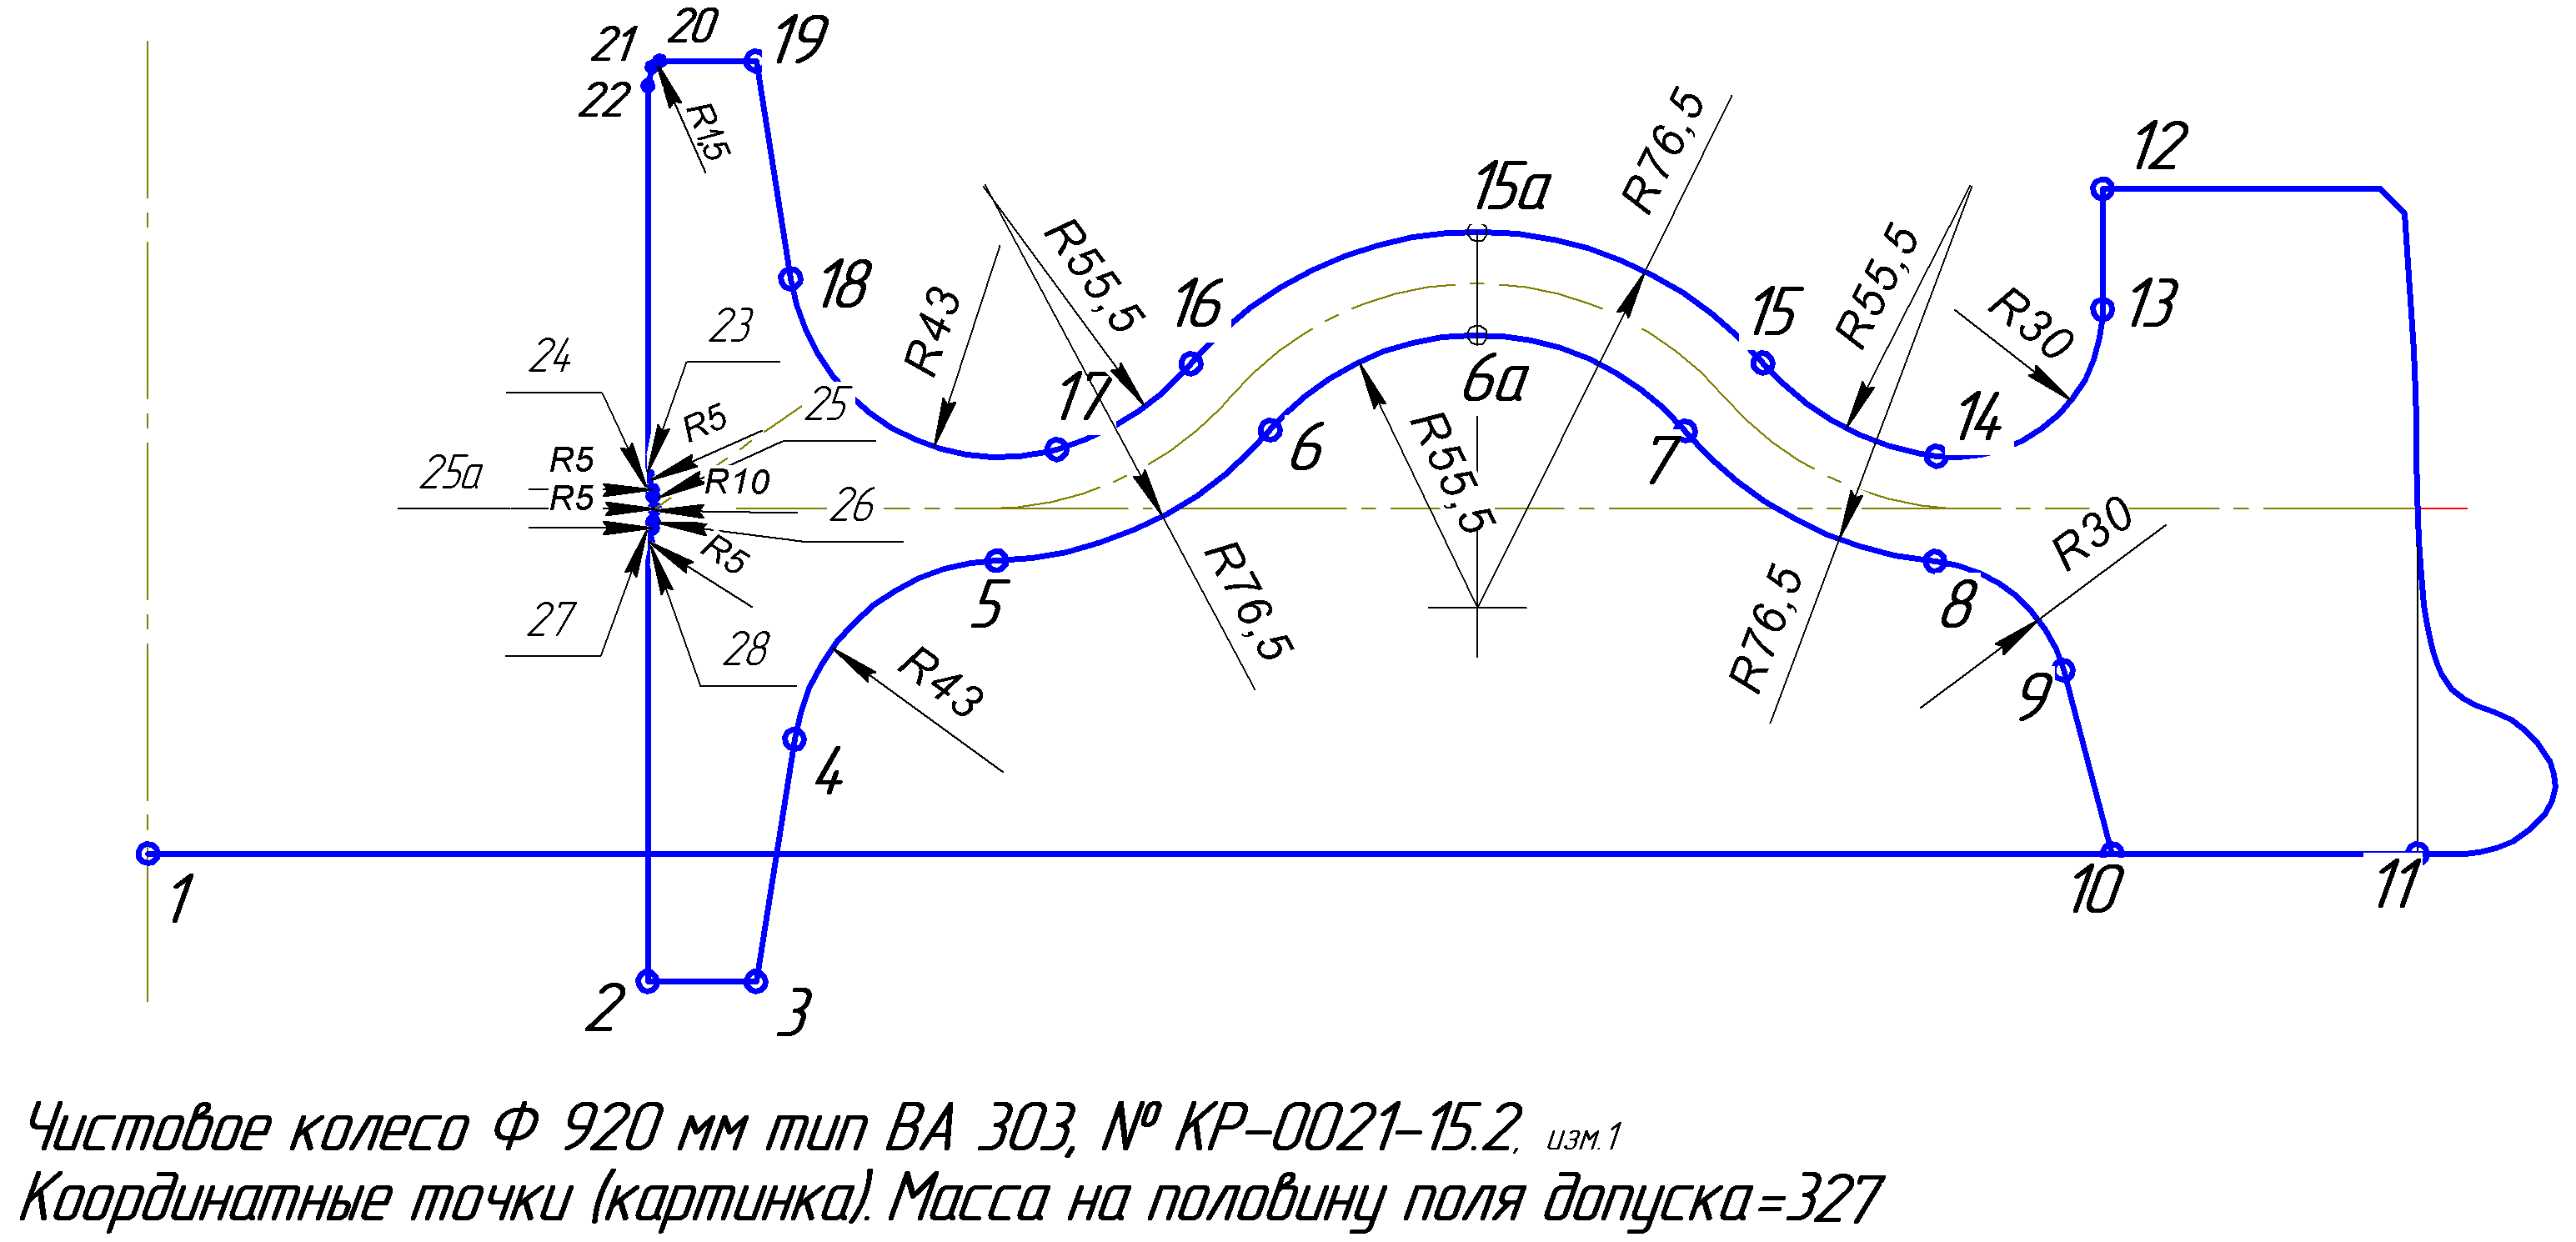 20
19
21
22
R1,5
R76,5
12
15а
23
R55,5
R55,5
18
16
15
13
R43
R30
24
17
6а
14
25
R5
R5
25а
R5
R10
26
6
7
R55,5
R5
R30
5
R76,5
R76,5
8
27
28
R43
9
4
1
10
11
2
3
Чистовое колесо Ф 920 мм тип ВА 303, № КР-0021-15.2, изм.1
Координатные точки (картинка). Масса на половину поля допуска=327